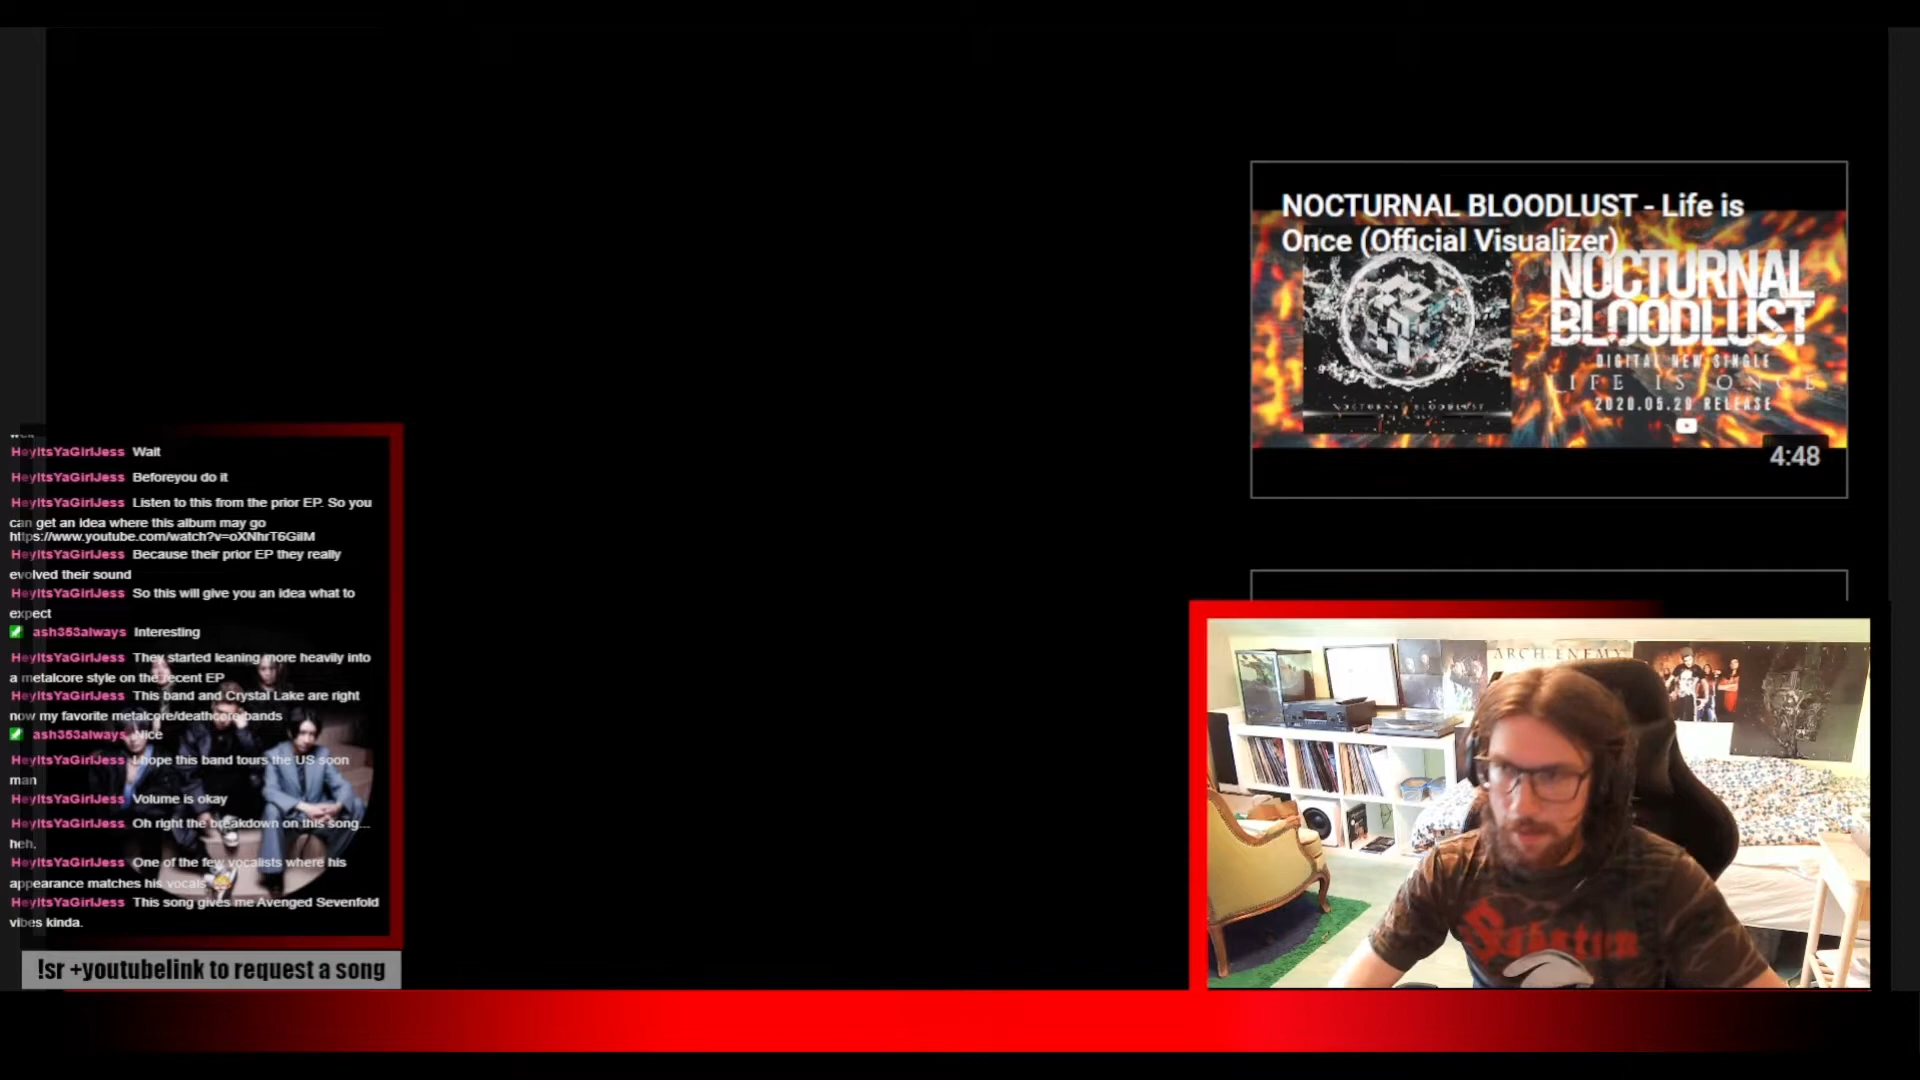 NOCTURNAL BLOODLUST - Life is
Once (Official Visualizer)
NOCTURNAL
BLOODLUST
DIGITAL NEW SINGLE
LIFE IS ONCE
2020.05.29 RELEASE
NOCTURNAL BLOODLUST
4:48
HeyItsYaGirlJess Wait
HeyItsYaGirlJess Beforeyou do it
HeyItsYaGirlJess Listen to this from the prior EP. So you
can get an idea where this album may go
https://www.youtube.com/watch?v=oXNhrT6GilM
HeyItsYaGirlJess Because their prior EP they really
evolved their sound
HeyItsYaGirlJess So this will give you an idea what to
expect
ash353always Interesting
HeyItsYaGirlJess They started leaning more heavily into
a metalcore style on the recent EP
HeyItsYaGirlJess This band and Crystal Lake are right
now my favorite metalcore/deathcore bands
ash353always Nice
HeyItsYaGirlJess I hope this band tours the US soon
man
HeyItsYaGirlJess Volume is okay
HeyItsYaGirlJess Oh right the breakdown on this song...
heh.
HeyItsYaGirlJess One of the few vocalists where his
appearance matches his vocals
HeyItsYaGirlJess This song gives me Avenged Sevenfold
vibes kinda.
!sr +youtubelink to request a song
ARCH ENEMY
Sabaton